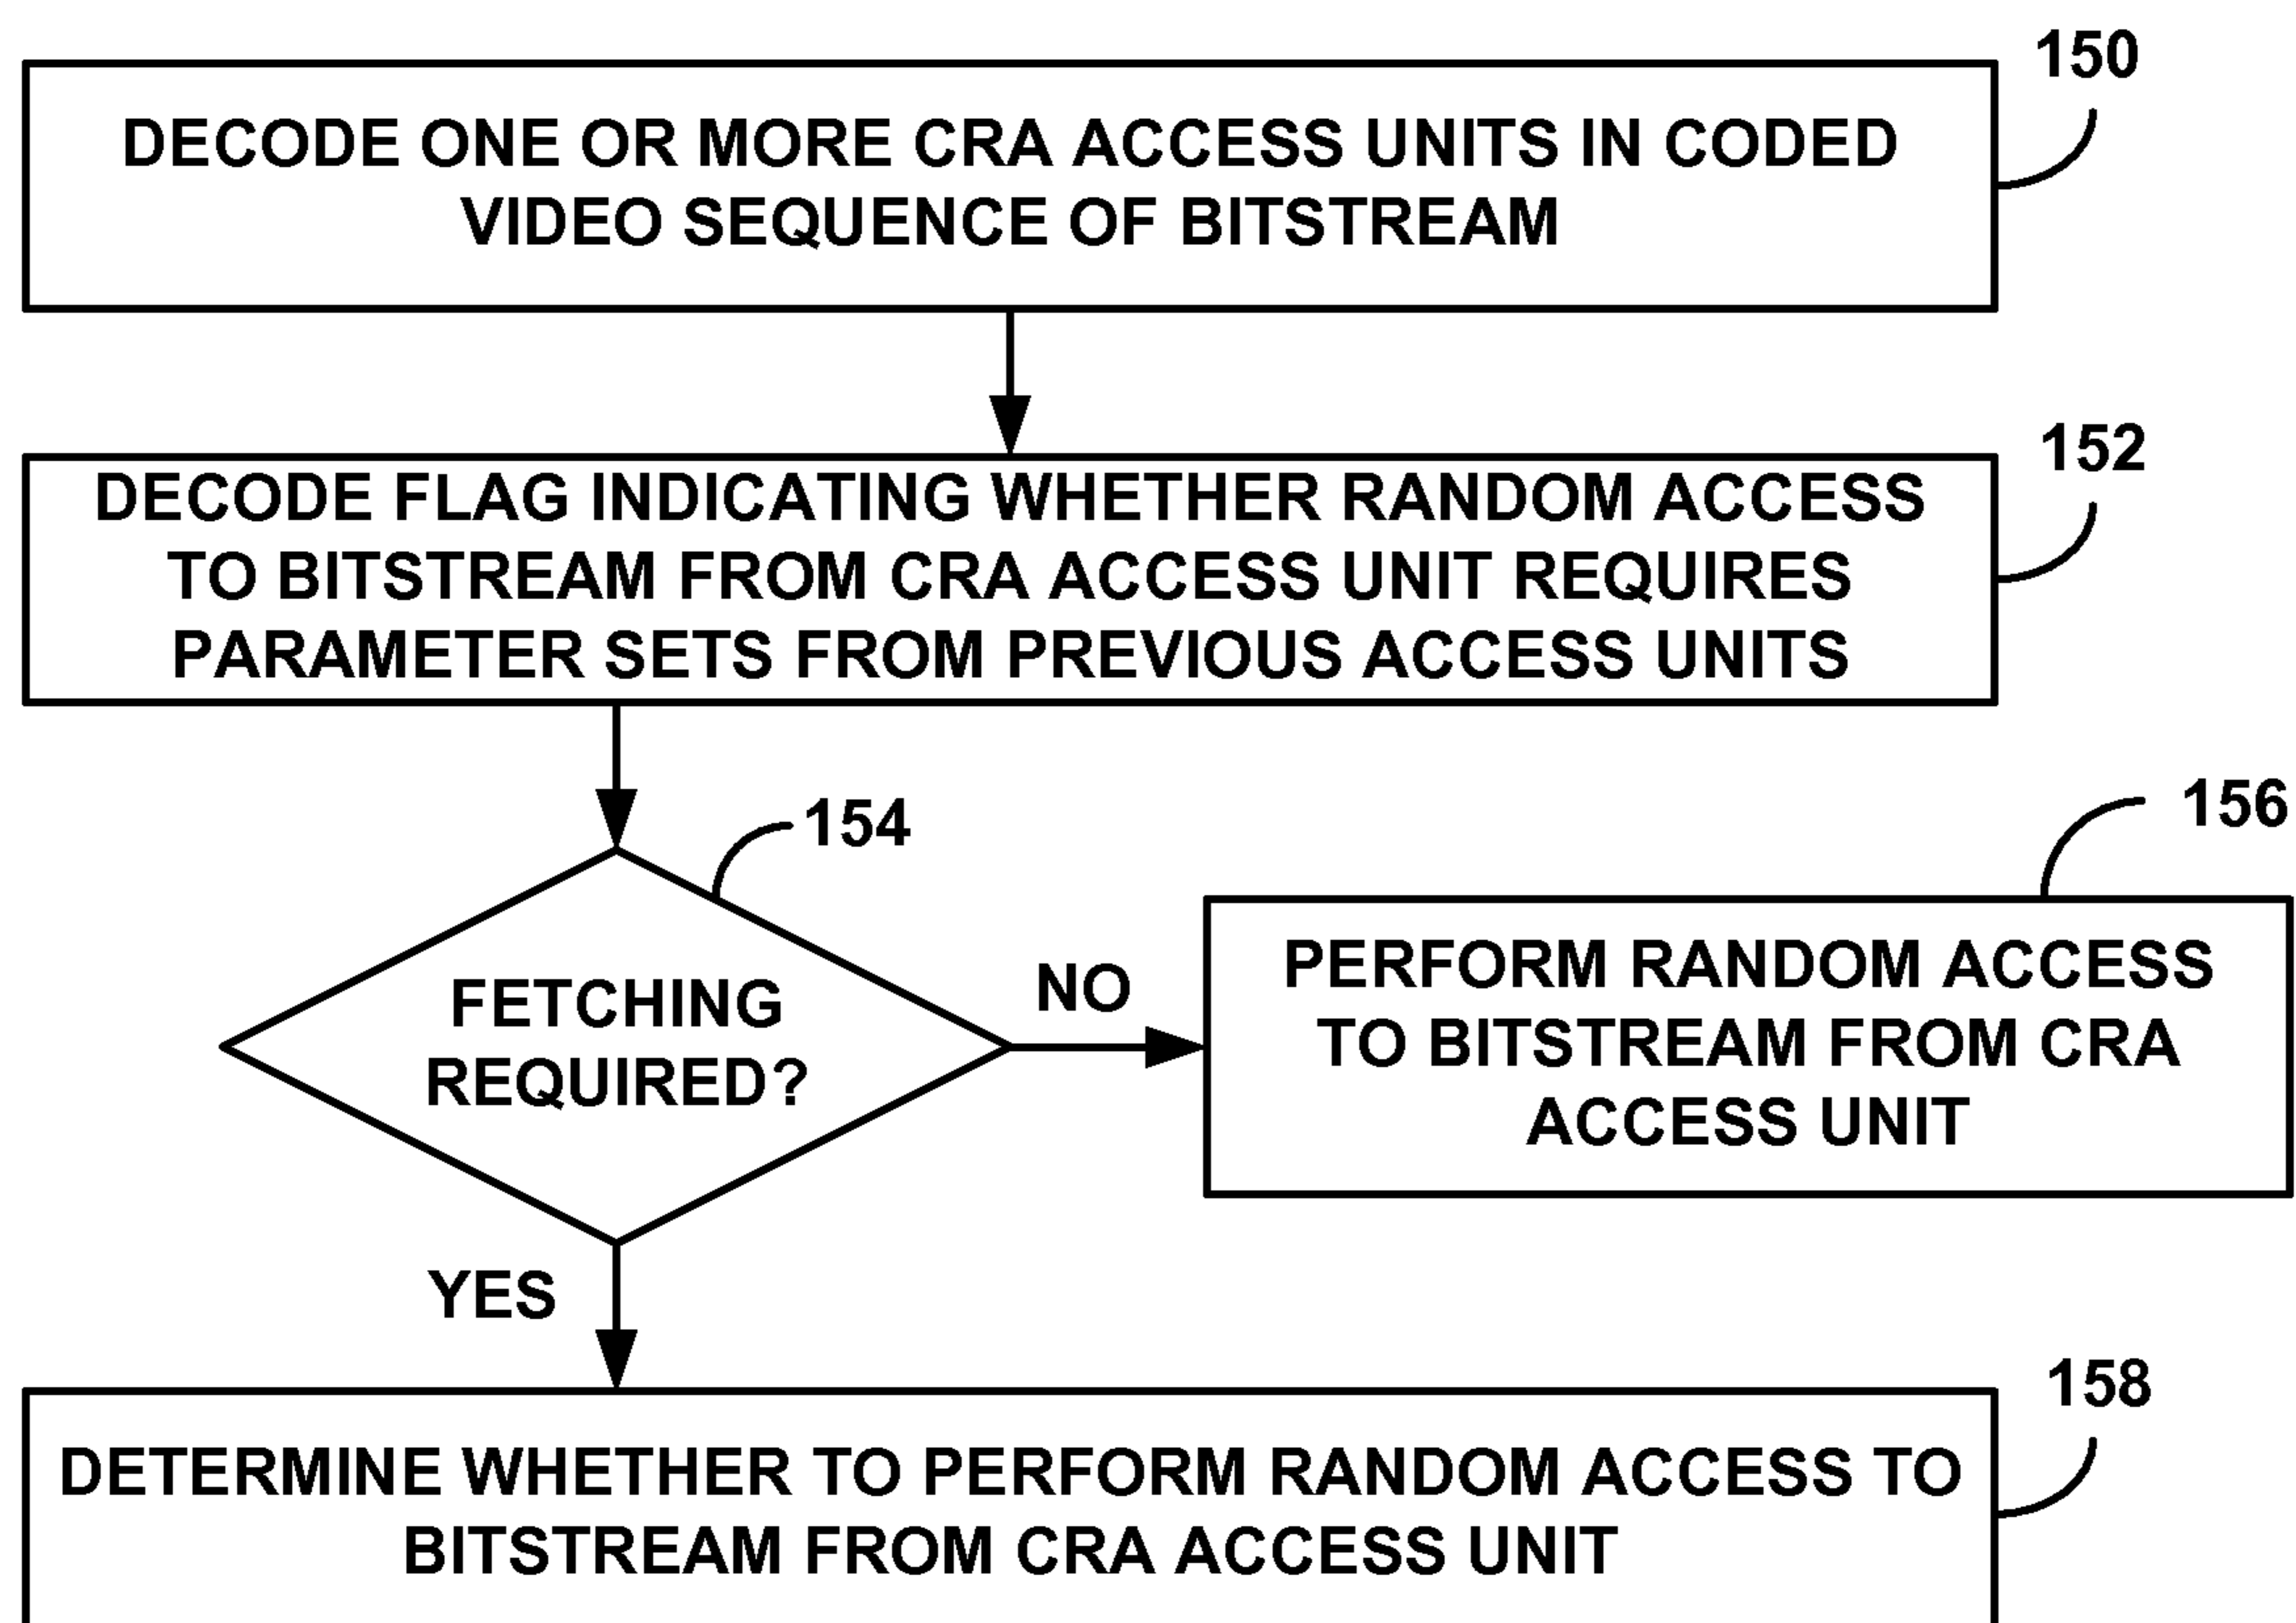 150
DECODE ONE OR MORE CRA ACCESS UNITS IN CODED
VIDEO SEQUENCE OF BITSTREAM
152
DECODE FLAG INDICATING WHETHER RANDOM ACCESS
TO BITSTREAM FROM CRA ACCESS UNIT REQUIRES
PARAMETER SETS FROM PREVIOUS ACCESS UNITS
154
156
FETCHING
REQUIRED?
NO
PERFORM RANDOM ACCESS
TO BITSTREAM FROM CRA
ACCESS UNIT
YES
158
DETERMINE WHETHER TO PERFORM RANDOM ACCESS TO
BITSTREAM FROM CRA ACCESS UNIT